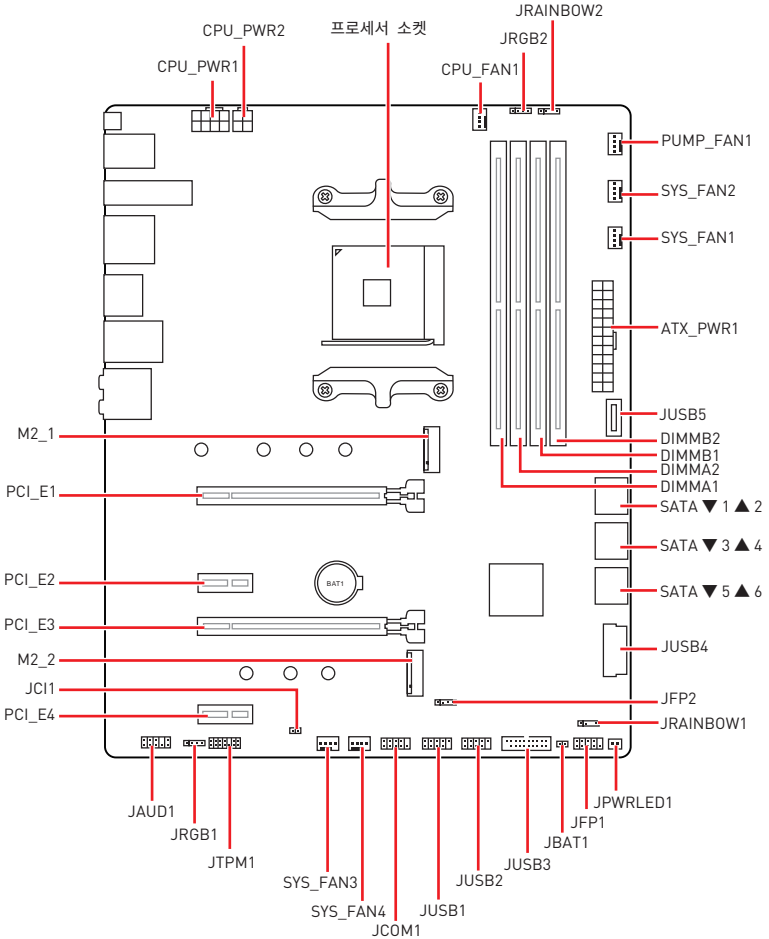 JRAINBOW2
CPU_PWR2
프로세서 소켓
JRGB2
CPU_PWR1
CPU_FAN1
PUMP_FAN1
SYS_FAN2
SYS_FAN1
ATX_PWR1
JUSB5
M2_1
DIMMB2
DIMMB1
DIMMA2
DIMMA1
PCI_E1
SATA ▼ 1 ▲ 2
SATA ▼ 3 ▲ 4
PCI_E2
BAT1
SATA ▼ 5 ▲ 6
PCI_E3
JUSB4
M2_2
JCI1
JFP2
PCI_E4
JRAINBOW1
JAUD1
JPWRLED1
JRGB1
JFP1
JBAT1
JTPM1
JUSB3
SYS_FAN3
JUSB2
SYS_FAN4
JUSB1
JCOM1